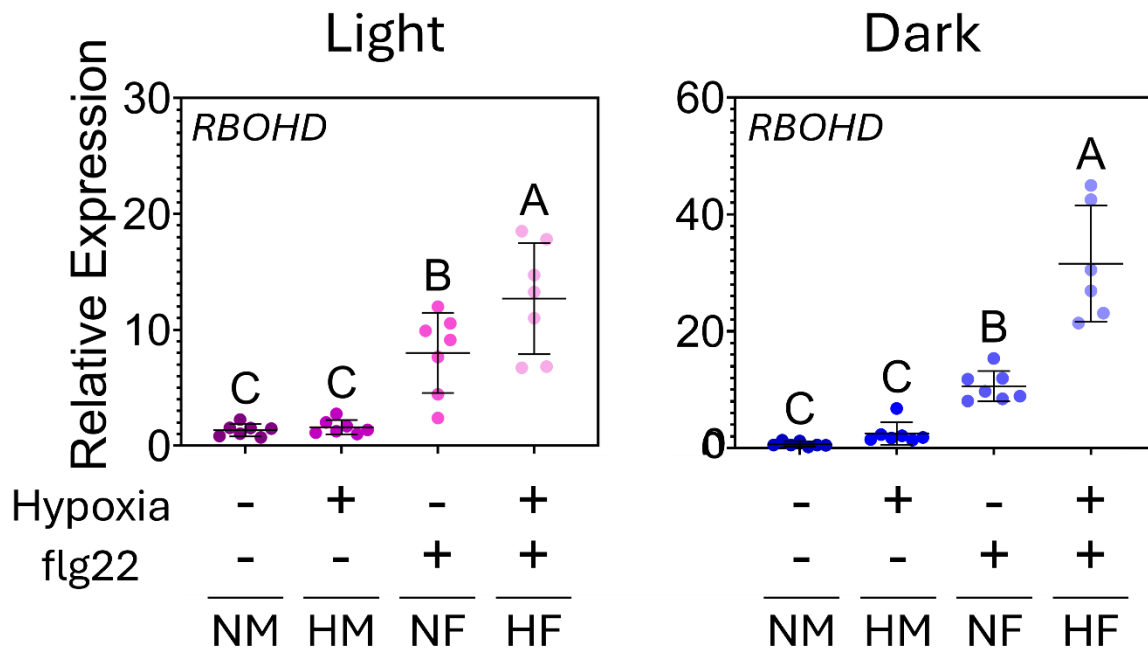 Light Dark
Relative Expression
30
20
10
0
RBOHD
C C B A
60
40
20
0
RBOHD
C C B A
Hypoxia - + - + - + - +
flg22 - - + + - - + +
NM HM NF HF NM HM NF HF